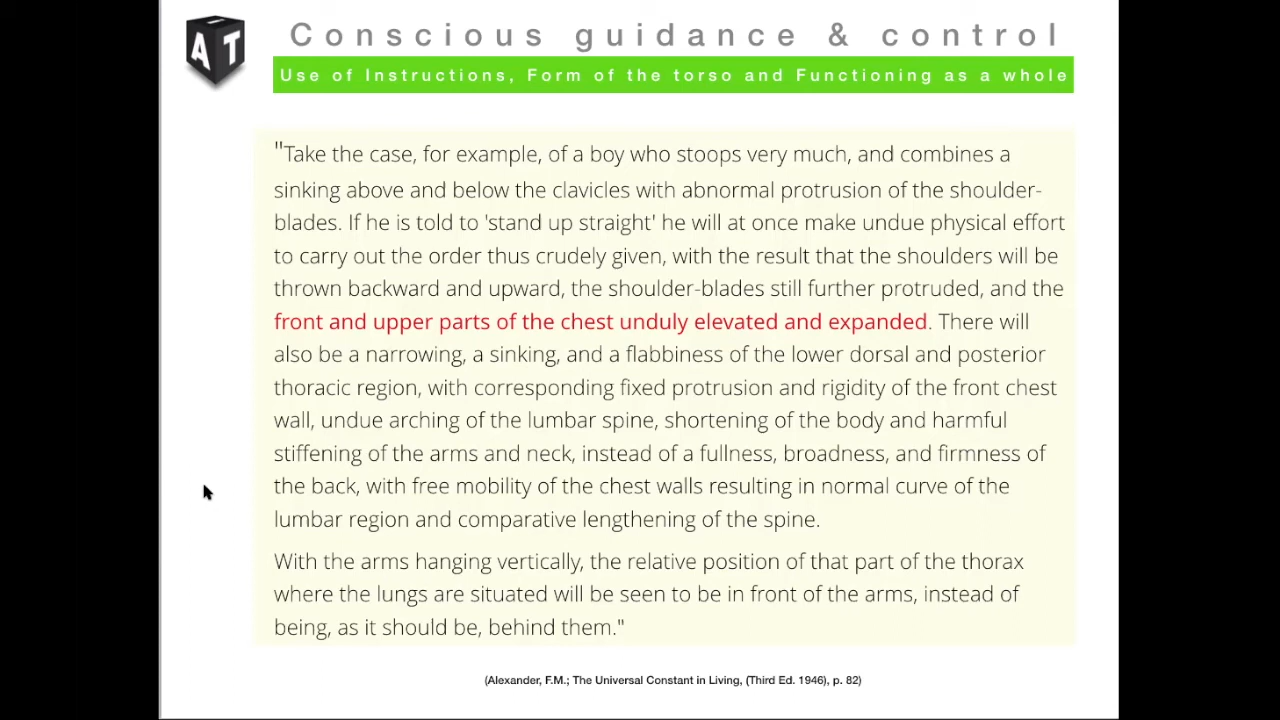 AT
Conscious guidance & control
Use of Instructions, Form of the torso and Functioning as a whole
"Take the case, for example, of a boy who stoops very much, and combines a
sinking above and below the clavicles with abnormal protrusion of the shoulder-
blades. If he is told to 'stand up straight' he will at once make undue physical effort
to carry out the order thus crudely given, with the result that the shoulders will be
thrown backward and upward, the shoulder-blades still further protruded, and the
front and upper parts of the chest unduly elevated and expanded. There will
also be a narrowing, a sinking, and a flabbiness of the lower dorsal and posterior
thoracic region, with corresponding fixed protrusion and rigidity of the front chest
wall, undue arching of the lumbar spine, shortening of the body and harmful
stiffening of the arms and neck, instead of a fullness, broadness, and firmness of
the back, with free mobility of the chest walls resulting in normal curve of the
lumbar region and comparative lengthening of the spine.
With the arms hanging vertically, the relative position of that part of the thorax
where the lungs are situated will be seen to be in front of the arms, instead of
being, as it should be, behind them."
(Alexander, F.M.; The Universal Constant in Living, (Third Ed. 1946), p. 82)